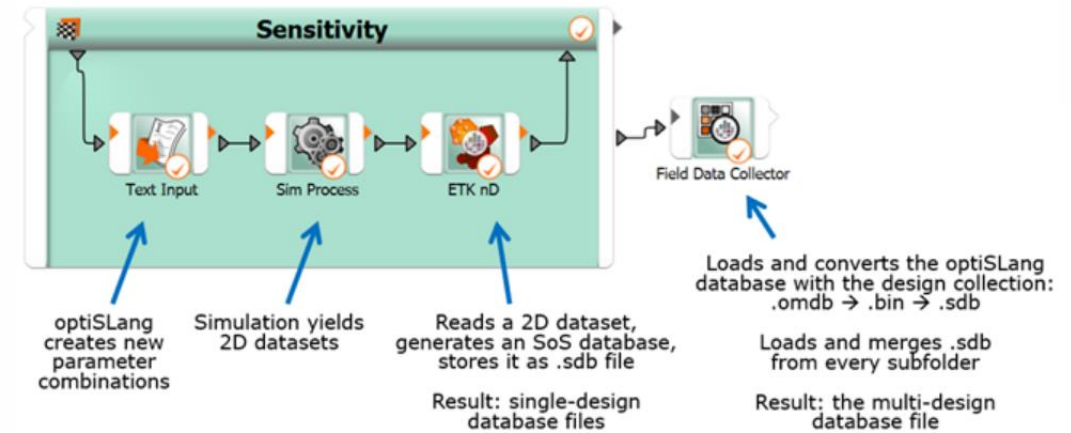 Sensitivity
Text Input
Sim Process
ETK nD
Field Data Collector
optiSLang
creates new
parameter
combinations
Simulation yields
2D datasets
Reads a 2D dataset,
generates an SoS database,
stores it as .sdb file
Result: single-design
database files
Loads and converts the optiSLang
database with the design collection:
.omdb → .bin → .sdb
Loads and merges .sdb
from every subfolder
Result: the multi-design
database file